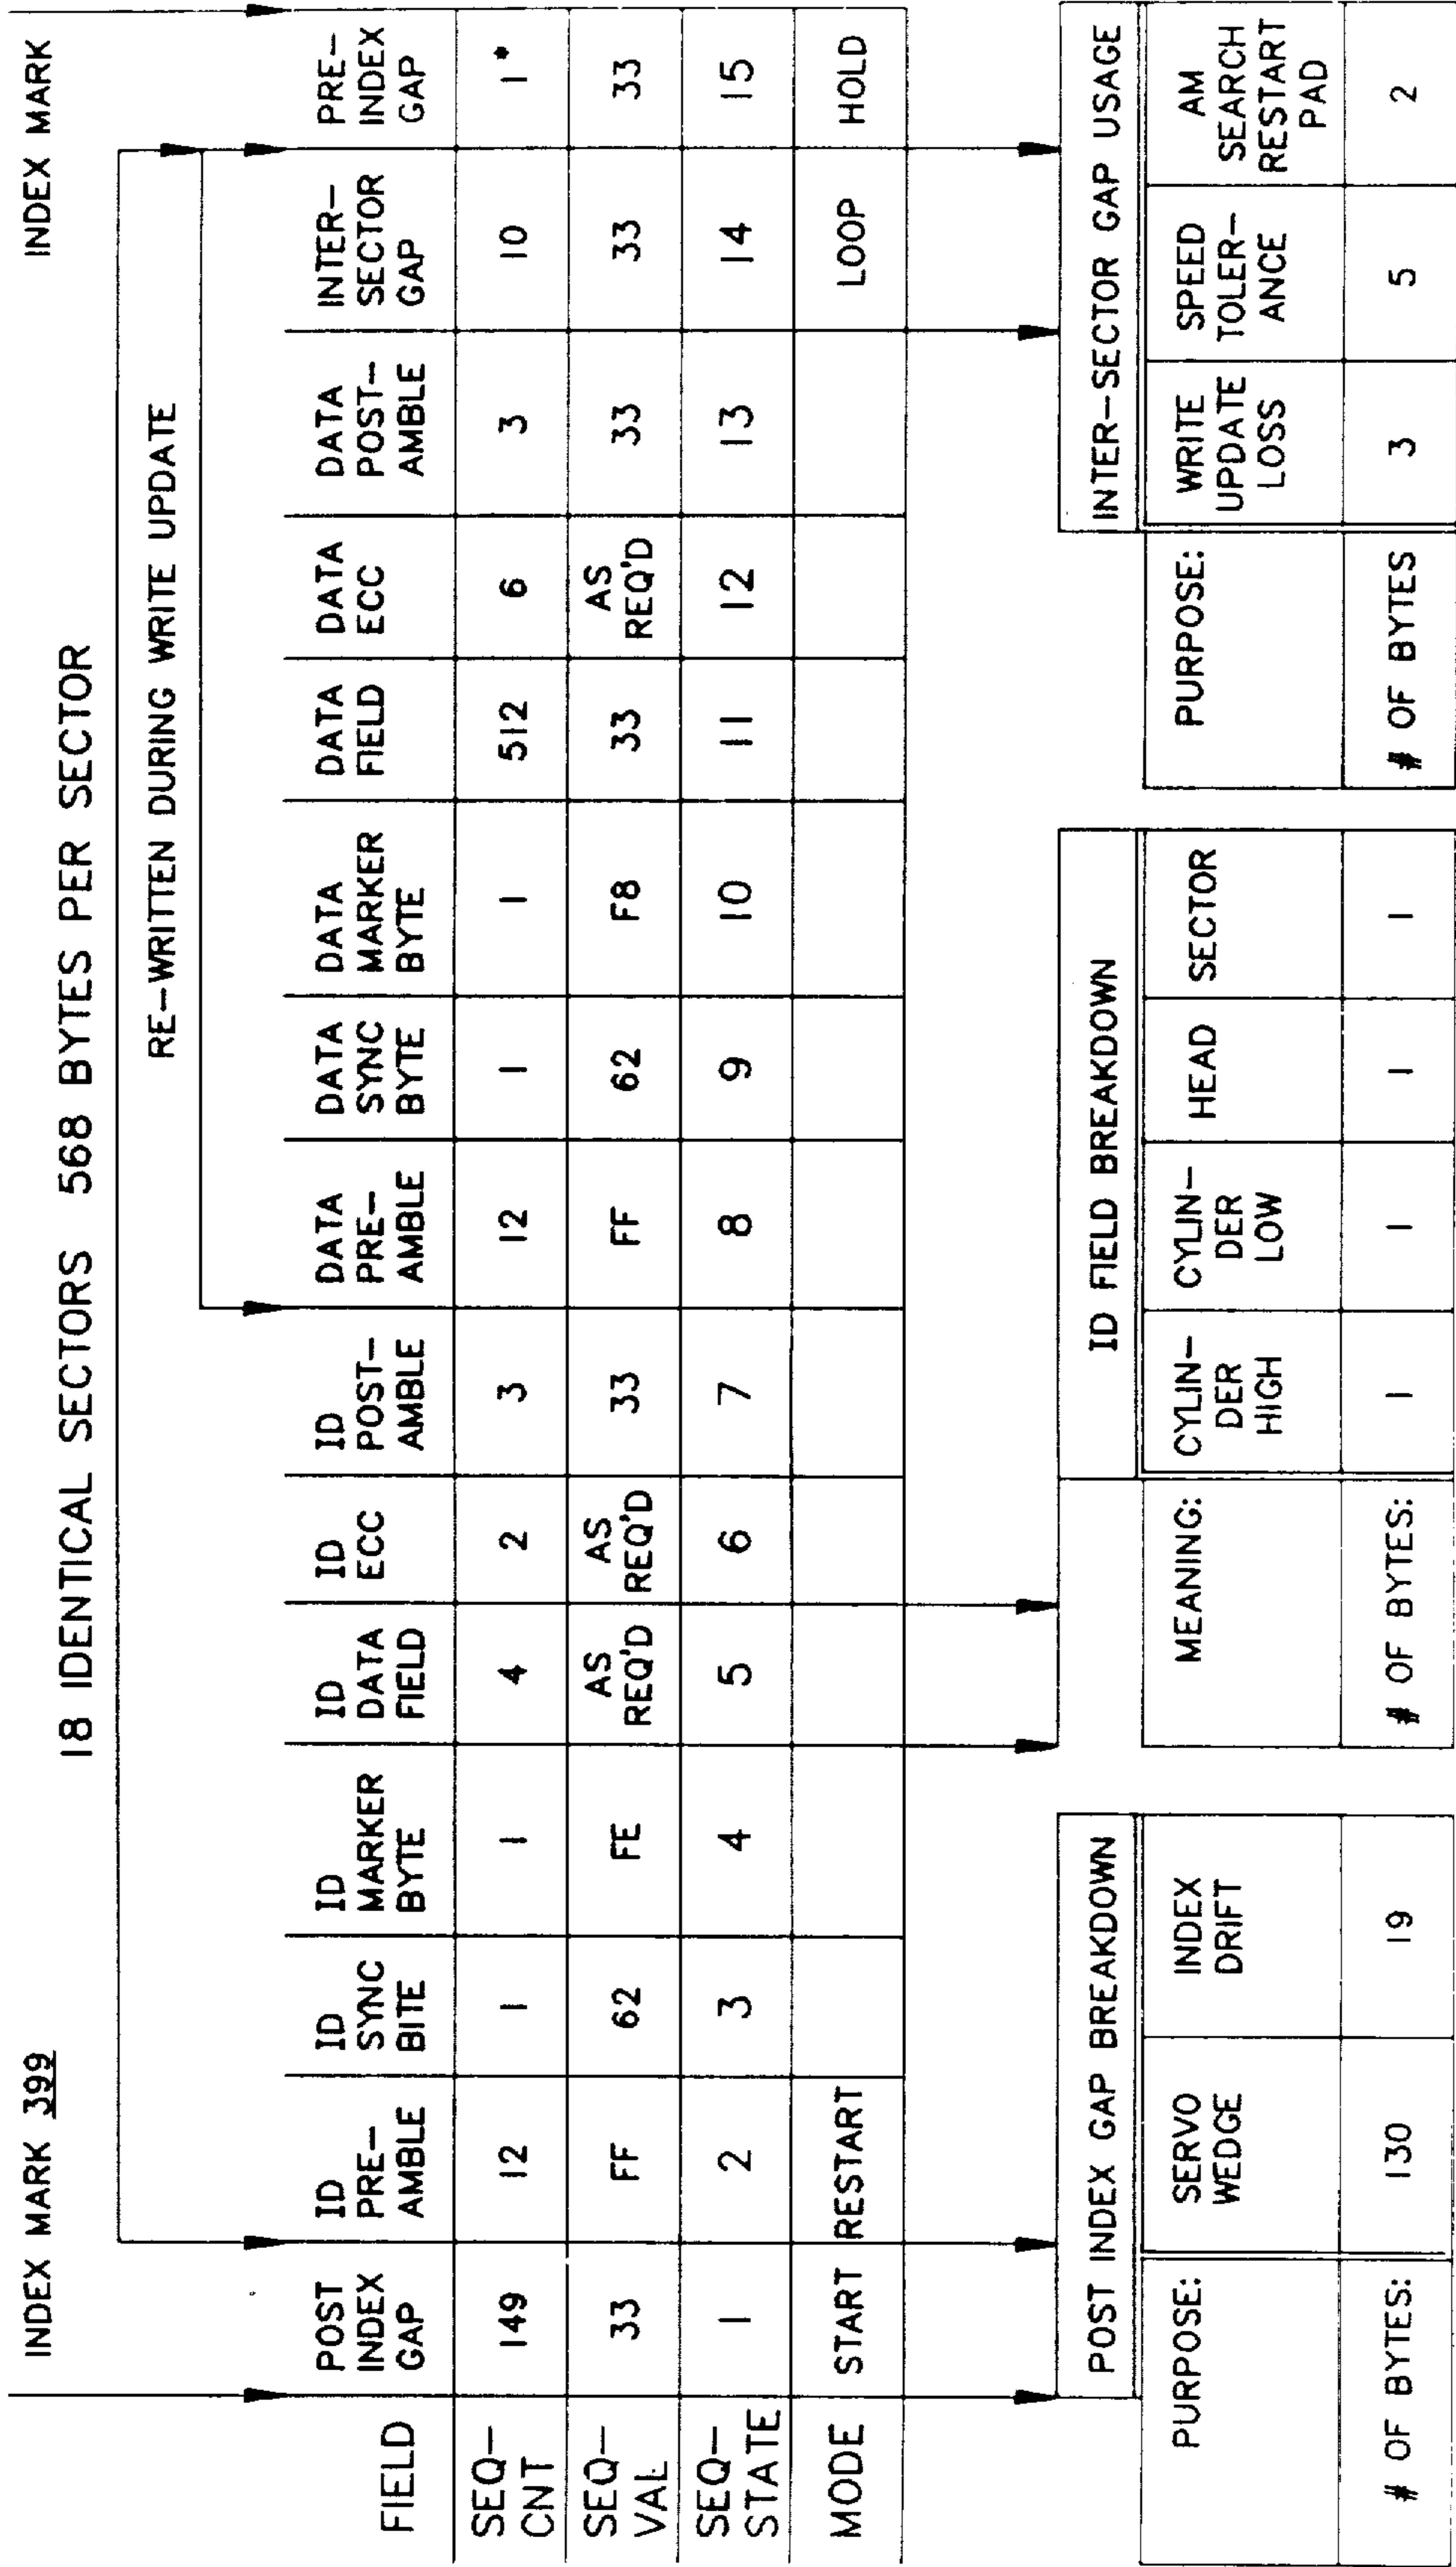 INDEX MARK 399
INDEX MARK
18 IDENTICAL SECTORS 568 BYTES PER SECTOR
RE-WRITTEN DURING WRITE UPDATE
FIELD
POST
INDEX
GAP
ID
PRE-
AMBLE
ID
SYNC
BITE
ID
MARKER
BYTE
ID
DATA
FIELD
ID
ECC
ID
POST-
AMBLE
DATA
PRE-
AMBLE
DATA
SYNC
BYTE
DATA
MARKER
BYTE
DATA
FIELD
DATA
ECC
DATA
POST-
AMBLE
INTER-
SECTOR
GAP
PRE-
INDEX
GAP
SEQ-
CNT
149
12
1
1
4
2
3
12
1
1
512
6
3
10
1*
SEQ-
VAL
33
FF
62
FE
AS
REQ'D
AS
REQ'D
33
FF
62
F8
33
AS
REQ'D
33
33
33
SEQ-
STATE
1
2
3
4
5
6
7
8
9
10
11
12
13
14
15
MODE
START
RESTART
LOOP
HOLD
POST INDEX GAP BREAKDOWN
PURPOSE:
SERVO
WEDGE
INDEX
DRIFT
# OF BYTES:
130
19
ID FIELD BREAKDOWN
MEANING:
CYLIN-
DER
HIGH
CYLIN-
DER
LOW
HEAD
SECTOR
# OF BYTES:
1
1
1
1
INTER-SECTOR GAP USAGE
PURPOSE:
WRITE
UPDATE
LOSS
SPEED
TOLER-
ANCE
AM
SEARCH
RESTART
PAD
# OF BYTES
3
5
2